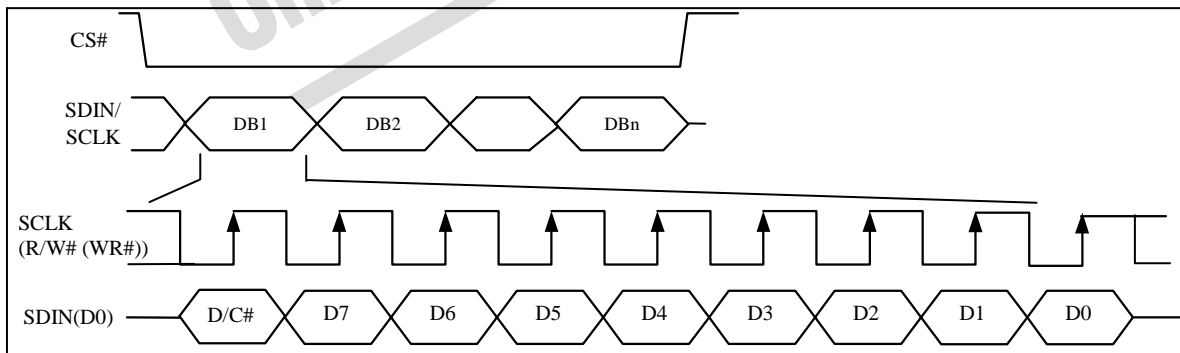 CS#
SDIN/
SCLK
DB1 DB2 DBn
SCLK
(R/W# (WR#))
SDIN(D0) D/C# D7 D6 D5 D4 D3 D2 D1 D0